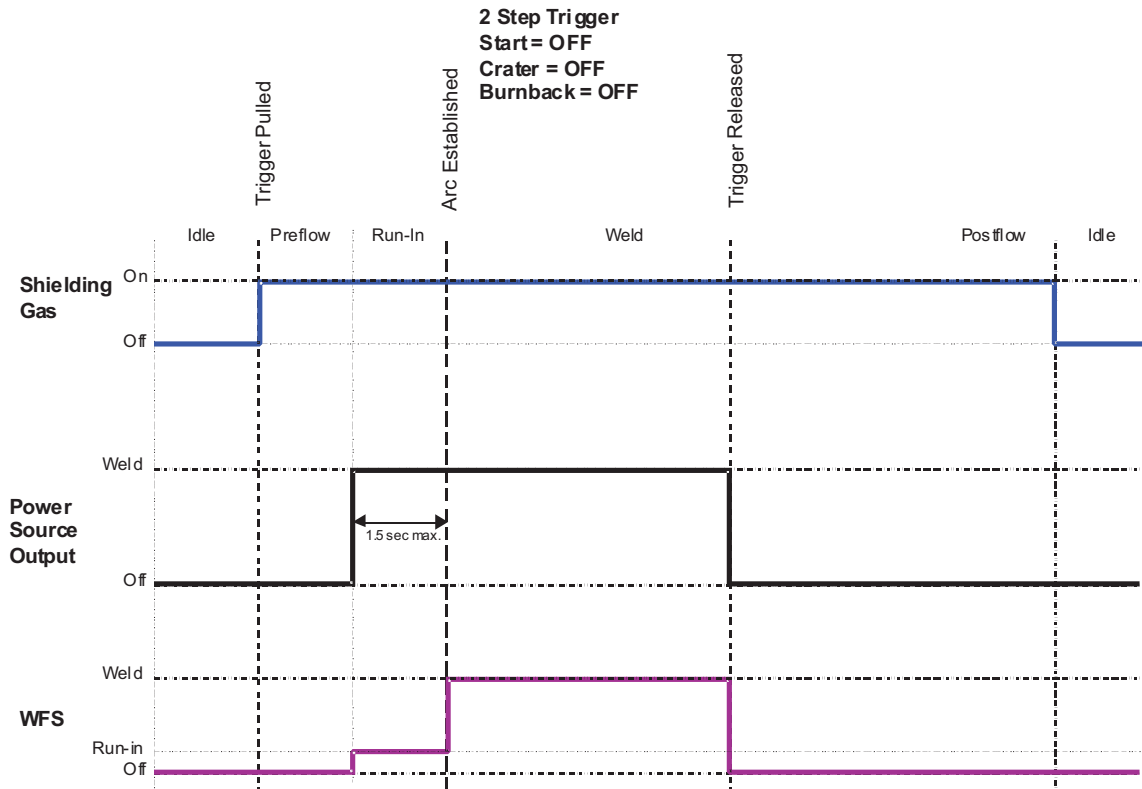 2 Step Trigger
Start = OFF
Crater = OFF
Burnback = OFF
Trigger Pulled
Arc Established
Trigger Released
Idle
Preflow
Run-In
Weld
Postflow
Idle
Shielding
Gas
On
Off
Power
Source
Output
Weld
1.5 sec max.
Off
WFS
Weld
Run-in
Off